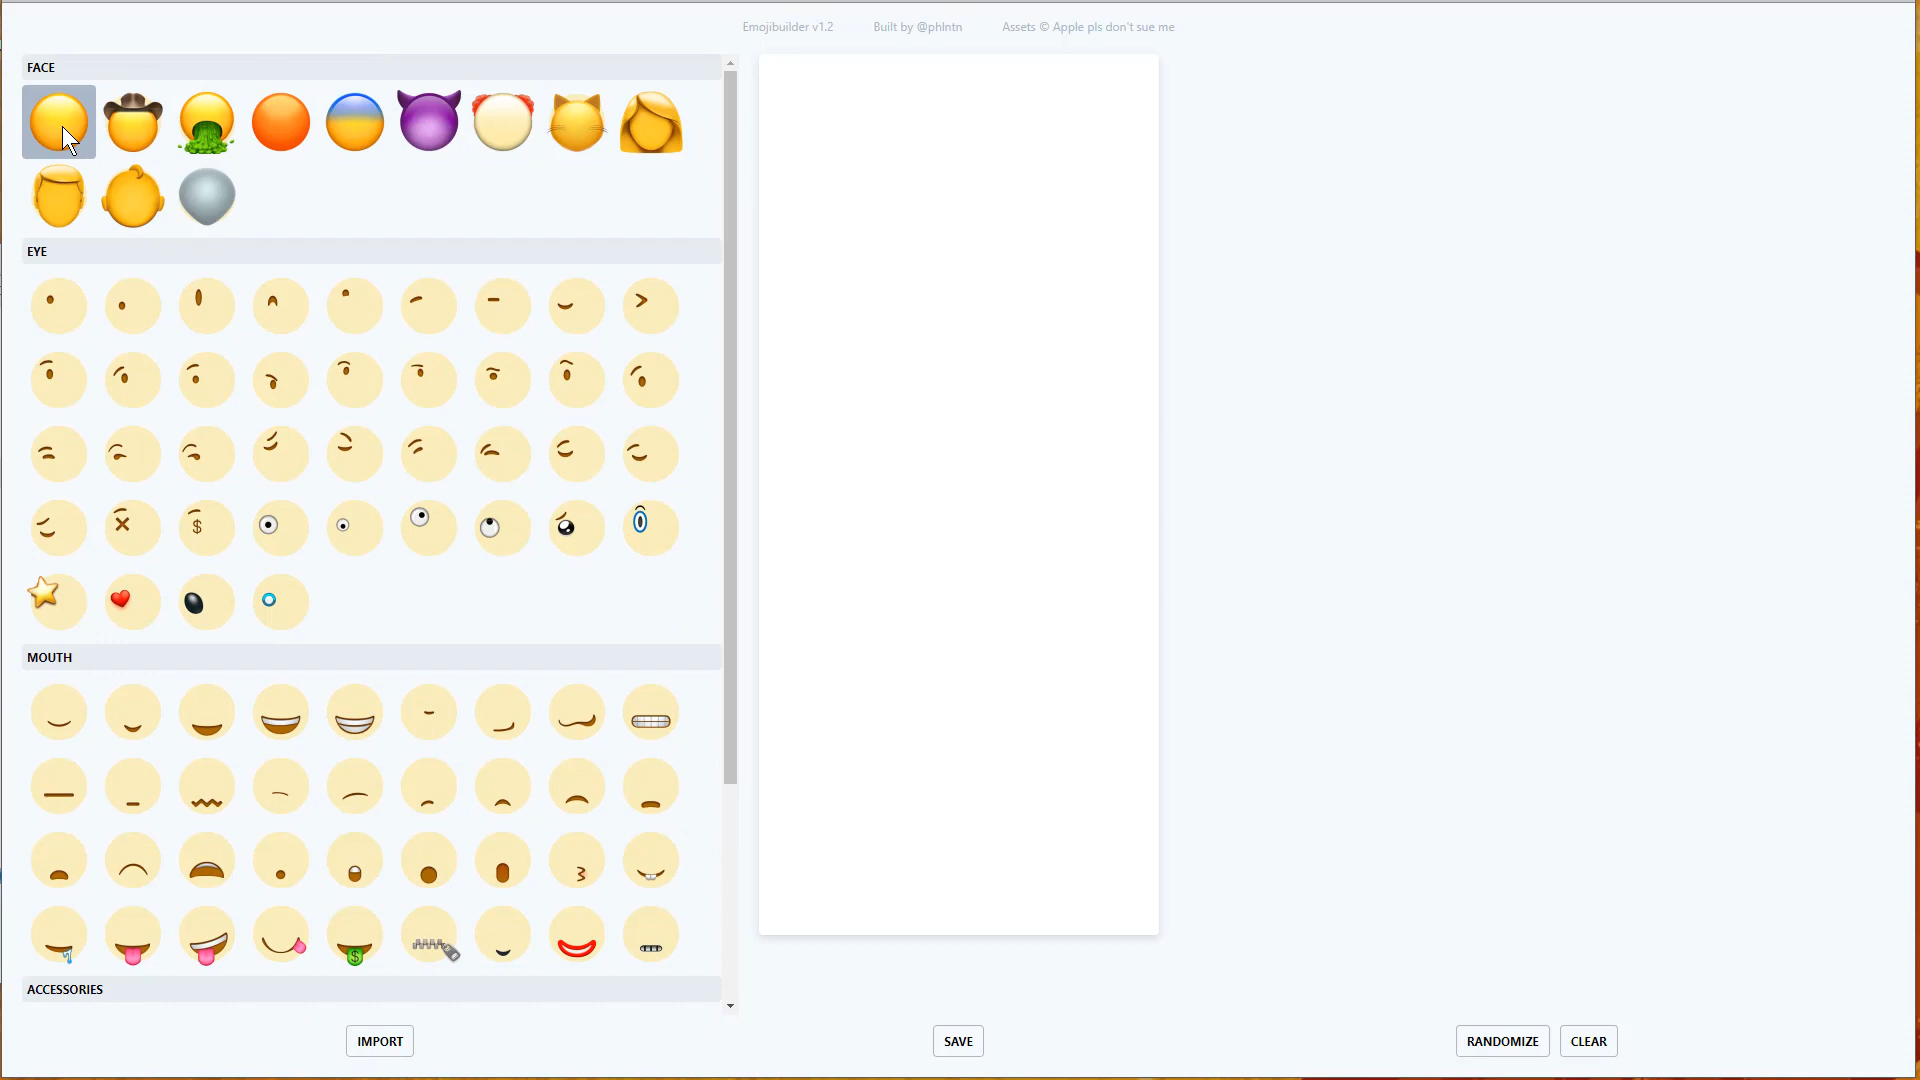 Emojibuilder v1.2 Built by @phlntn Assets © Apple pls don't sue me
FACE
EYE
MOUTH
ACCESSORIES
IMPORT SAVE RANDOMIZE CLEAR